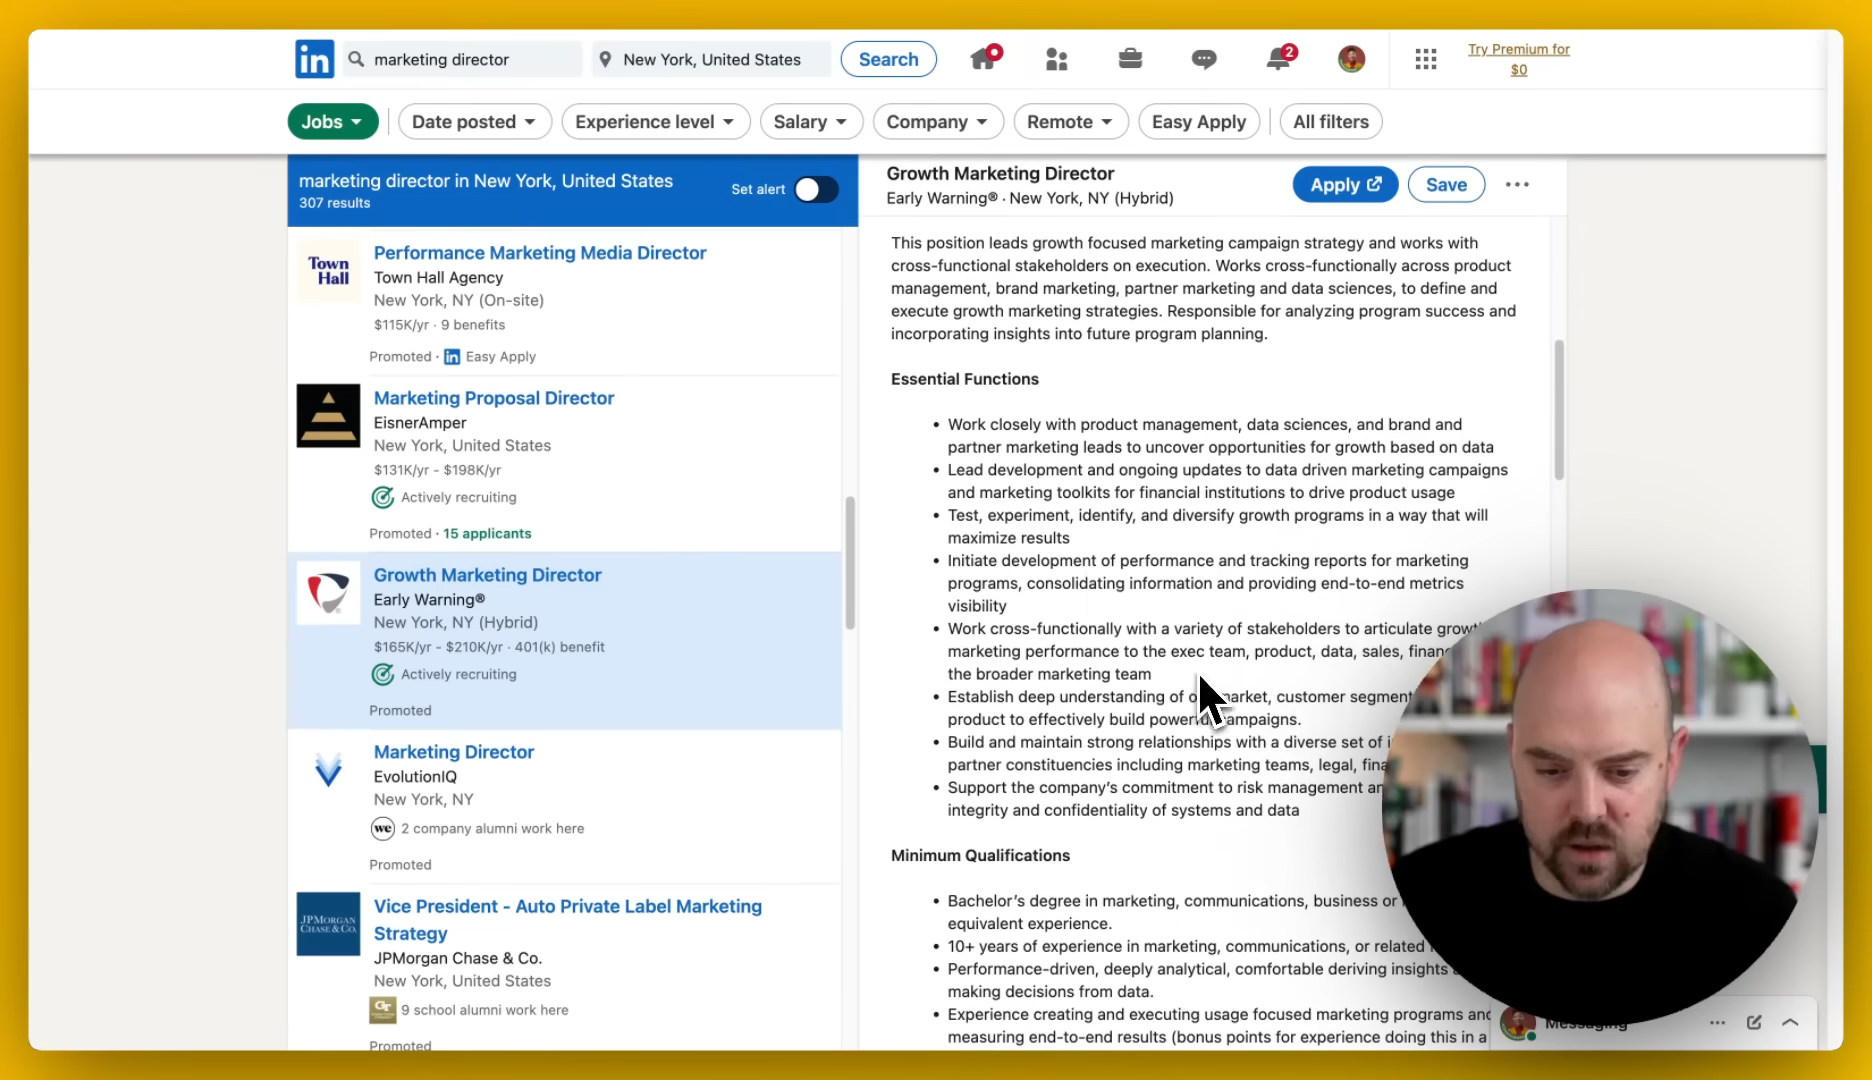 in
marketing director
New York, United States
Search
2
Try Premium for
$0
Jobs
Date posted
Experience level
Salary
Company
Remote
Easy Apply
All filters
marketing director in New York, United States
307 results
Set alert
Town
Hall
Performance Marketing Media Director
Town Hall Agency
New York, NY (On-site)
$115K/yr · 9 benefits
Promoted · in Easy Apply
Marketing Proposal Director
EisnerAmper
New York, United States
$131K/yr - $198K/yr
Actively recruiting
Promoted · 15 applicants
Growth Marketing Director
Early Warning®
New York, NY (Hybrid)
$165K/yr - $210K/yr · 401(k) benefit
Actively recruiting
Promoted
Marketing Director
EvolutionIQ
New York, NY
we 2 company alumni work here
Promoted
JPMORGAN
CHASE & CO.
Vice President - Auto Private Label Marketing
Strategy
JPMorgan Chase & Co.
New York, United States
9 school alumni work here
Promoted
Growth Marketing Director
Early Warning® · New York, NY (Hybrid)
Apply
Save
This position leads growth focused marketing campaign strategy and works with
cross-functional stakeholders on execution. Works cross-functionally across product
management, brand marketing, partner marketing and data sciences, to define and
execute growth marketing strategies. Responsible for analyzing program success and
incorporating insights into future program planning.
Essential Functions
• Work closely with product management, data sciences, and brand and
partner marketing leads to uncover opportunities for growth based on data
• Lead development and ongoing updates to data driven marketing campaigns
and marketing toolkits for financial institutions to drive product usage
• Test, experiment, identify, and diversify growth programs in a way that will
maximize results
• Initiate development of performance and tracking reports for marketing
programs, consolidating information and providing end-to-end metrics
visibility
• Work cross-functionally with a variety of stakeholders to articulate
marketing performance to the exec team, product, data, sales,
the broader marketing team
• Establish deep understanding of market, customer
product to effectively build campaigns.
• Build and maintain strong relationships with a diverse set of
partner constituencies including marketing teams, legal,
• Support the company's commitment to risk management
integrity and confidentiality of systems and data
Minimum Qualifications
• Bachelor's degree in marketing, communications, business or
equivalent experience.
• 10+ years of experience in marketing, communications, or related
• Performance-driven, deeply analytical, comfortable deriving insights
making decisions from data.
• Experience creating and executing usage focused marketing programs and
measuring end-to-end results (bonus points for experience doing this in a
Messaging